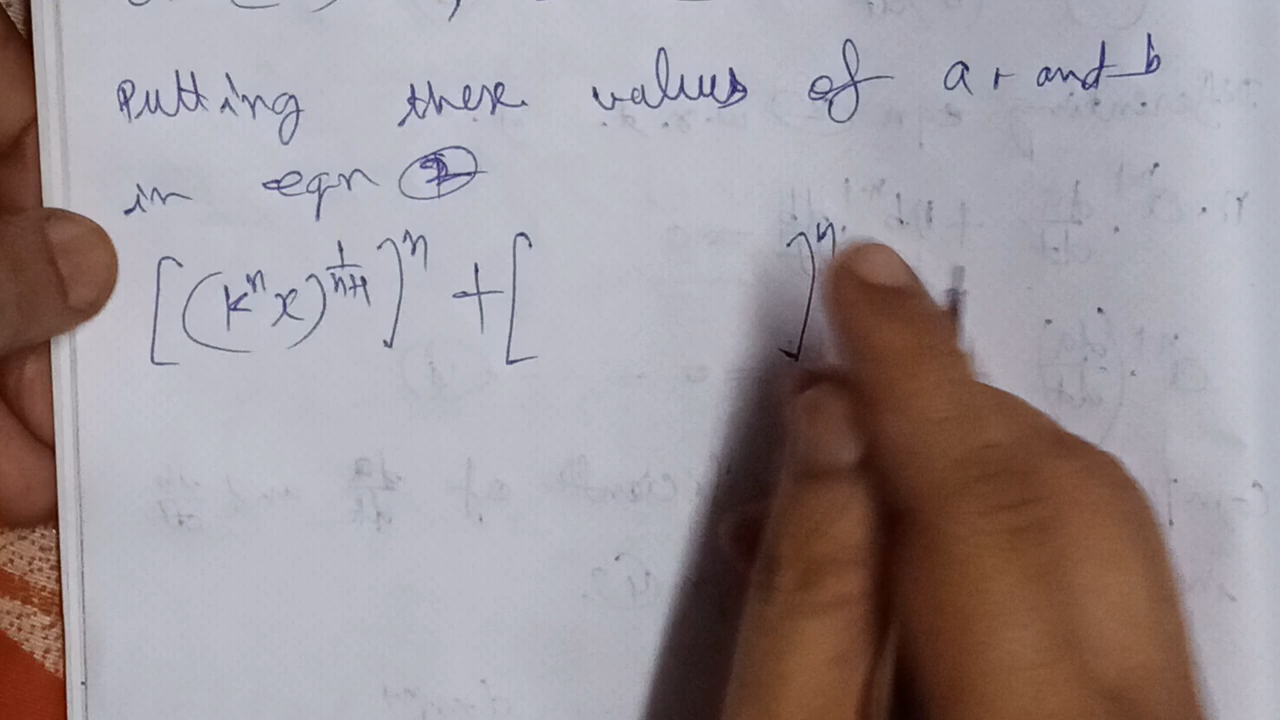 Putting these values of a and b
in eqn ②
[(kⁿx)^{1/n+1}]ⁿ + [ ]ⁿ